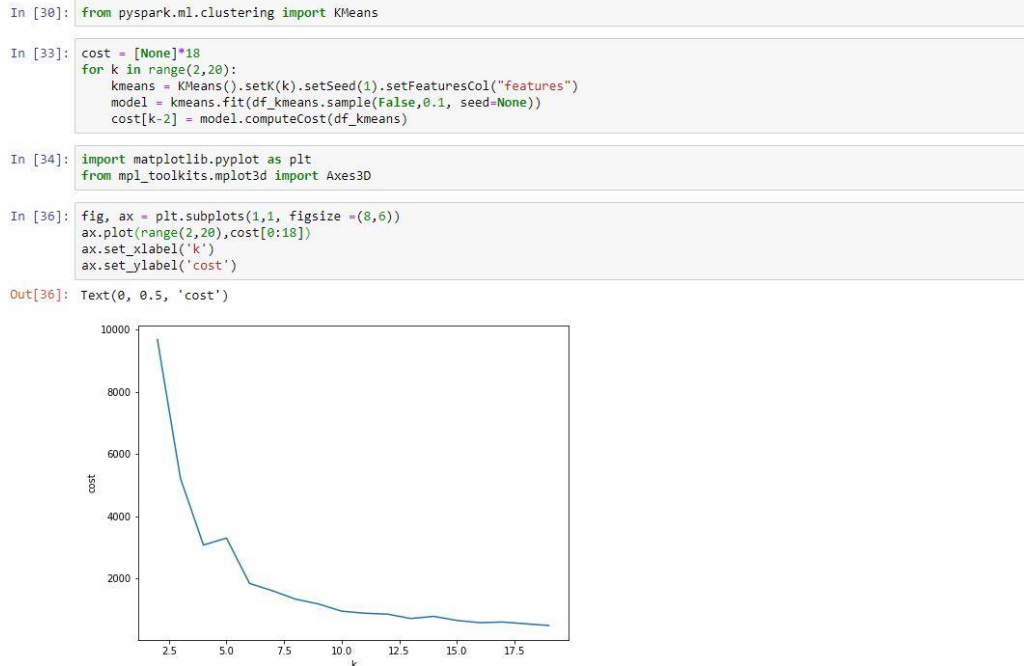 In [30]: from pyspark.ml.clustering import KMeans
In [33]: cost = [None]*18
for k in range(2,20):
    kmeans = KMeans().setK(k).setSeed(1).setFeaturesCol("features")
    model = kmeans.fit(df_kmeans.sample(False,0.1, seed=None))
    cost[k-2] = model.computeCost(df_kmeans)
In [34]: import matplotlib.pyplot as plt
from mpl_toolkits.mplot3d import Axes3D
In [36]: fig, ax = plt.subplots(1,1, figsize =(8,6))
ax.plot(range(2,20),cost[0:18])
ax.set_xlabel('k')
ax.set_ylabel('cost')
Out[36]: Text(0, 0.5, 'cost')
10000
8000
6000
cost
4000
2000
2.5 5.0 7.5 10.0 12.5 15.0 17.5
k